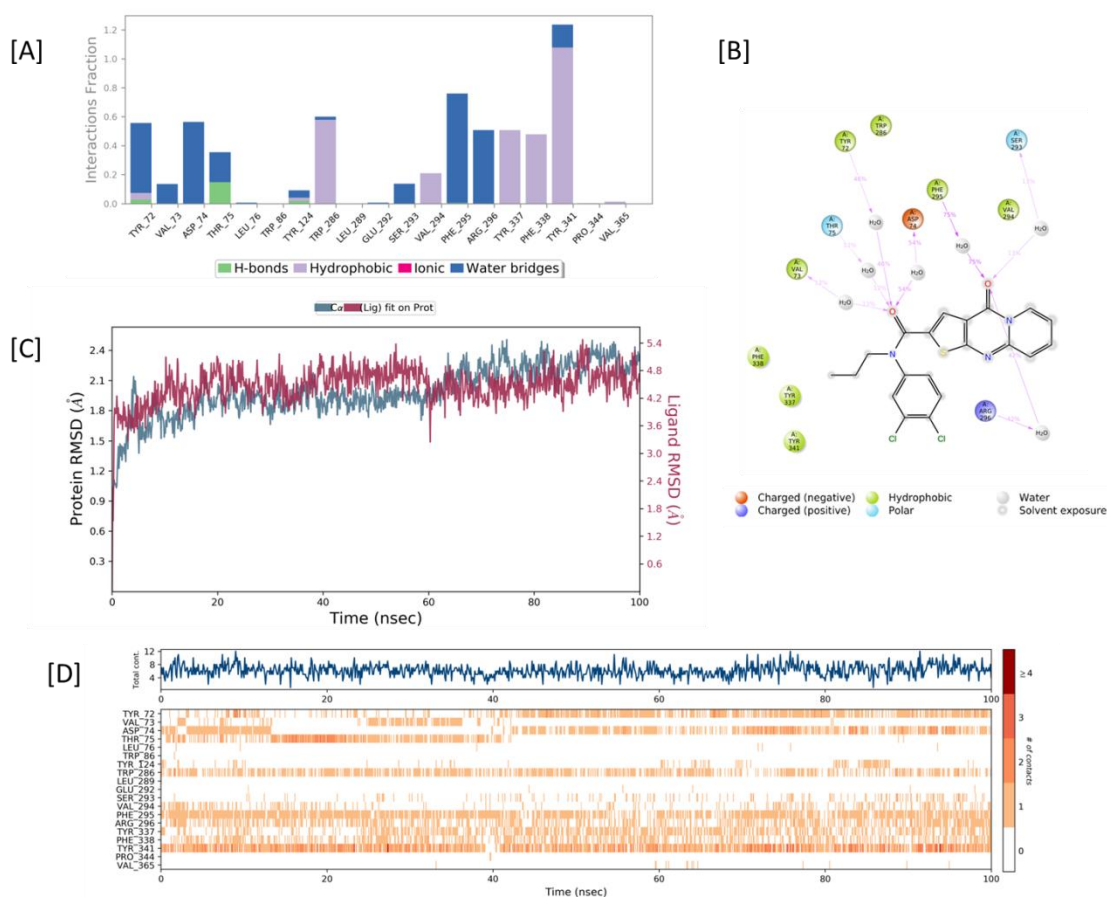 [A]
Interactions Fraction
1.2
1.0
0.8
0.6
0.4
0.2
0.0
TYR_72
VAL_73
ASP_74
THR_75
LEU_76
TRP_86
TYR_124
TRP_286
LEU_289
GLU_292
SER_293
VAL_294
PHE_295
ARG_296
TYR_337
PHE_338
TYR_341
PRO_344
VAL_365
H-bonds Hydrophobic Ionic Water bridges
[B]
A: TRP 286
A: TYR 72
A: SER 293
A: PHE 295
A: VAL 294
A: ASP 74
A: THR 75
A: VAL 73
46%
75%
54%
H₂O
H₂O
H₂O
H₂O
H₂O
H₂O
46%
54%
75%
O
O
N
N
N
S
A: PHE 338
A: TYR 337
A: TYR 341
A: ARG 296
H₂O
Cl
Cl
Charged (negative) Hydrophobic Water
Charged (positive) Polar Solvent exposure
[C]
Cα (Lig) fit on Prot
Protein RMSD (Å)
2.4
2.1
1.8
1.5
1.2
0.9
0.6
0.3
5.4
4.8
4.2
3.6
3.0
2.4
1.8
1.2
0.6
Ligand RMSD (Å)
0 20 40 60 80 100
Time (nsec)
[D]
Total cont.
12
8
4
0 20 40 60 80 100
TYR_72
VAL_73
ASP_74
THR_75
LEU_76
TRP_86
TYR_124
TRP_286
LEU_289
GLU_292
SER_293
VAL_294
PHE_295
ARG_296
TYR_337
PHE_338
TYR_341
PRO_344
VAL_365
0 20 40 60 80 100
Time (nsec)
≥4
3
2
1
0
# of contacts